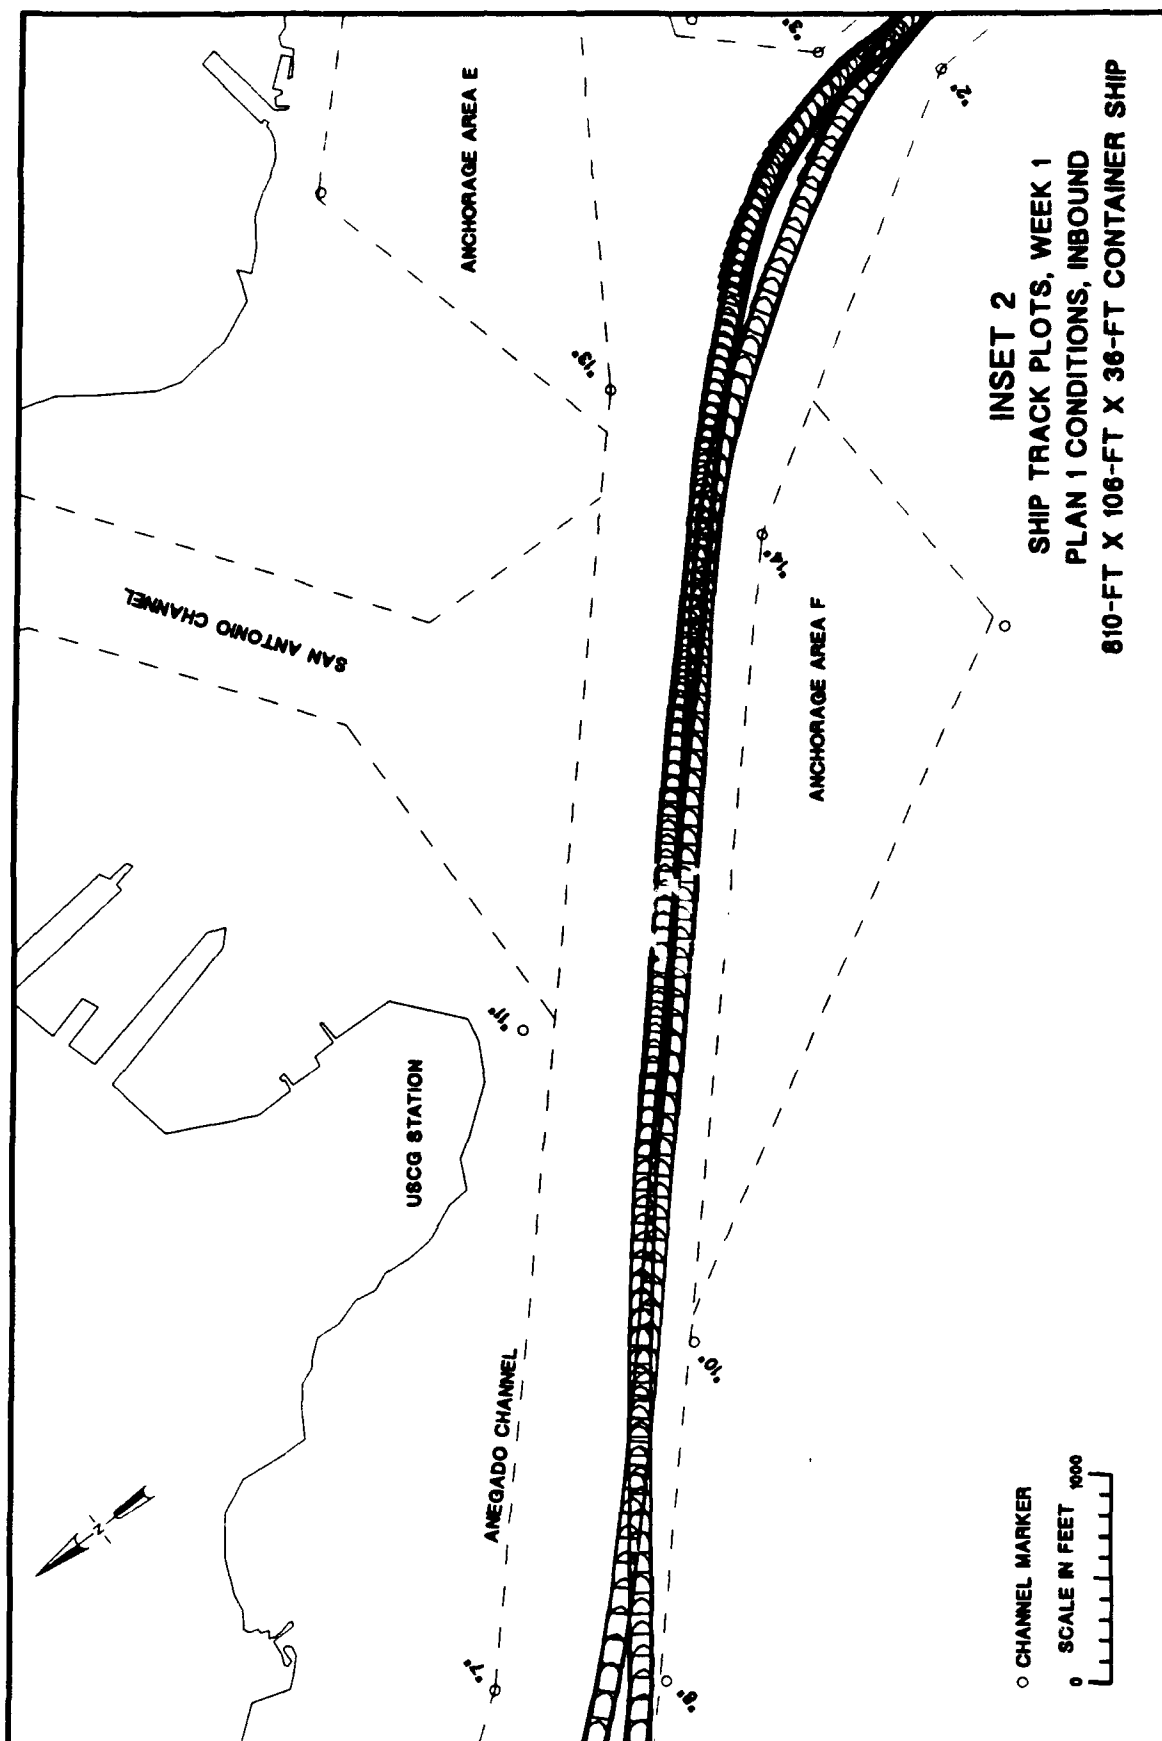 SAN ANTONIO CHANNEL
USCG STATION
ANCHORAGE AREA E
ANEGADO CHANNEL
"7"
"11"
"13"
"3"
"8"
"10"
"14"
"2"
ANCHORAGE AREA F
○ CHANNEL MARKER
SCALE IN FEET
0 1000
INSET 2
SHIP TRACK PLOTS, WEEK 1
PLAN 1 CONDITIONS, INBOUND
810-FT X 106-FT X 36-FT CONTAINER SHIP
N